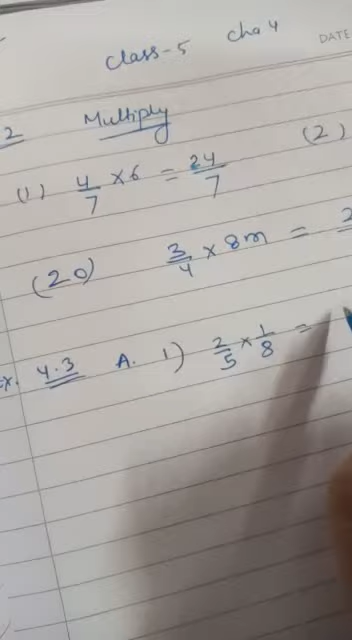 Class-5 Cha 4
DATE
2 Multiply
(1) 4/7 × 6 = 24/7 (2)
(20) 3/4 × 8m = 2
Ex. 4.3 A. 1) 2/5 × 1/8 =